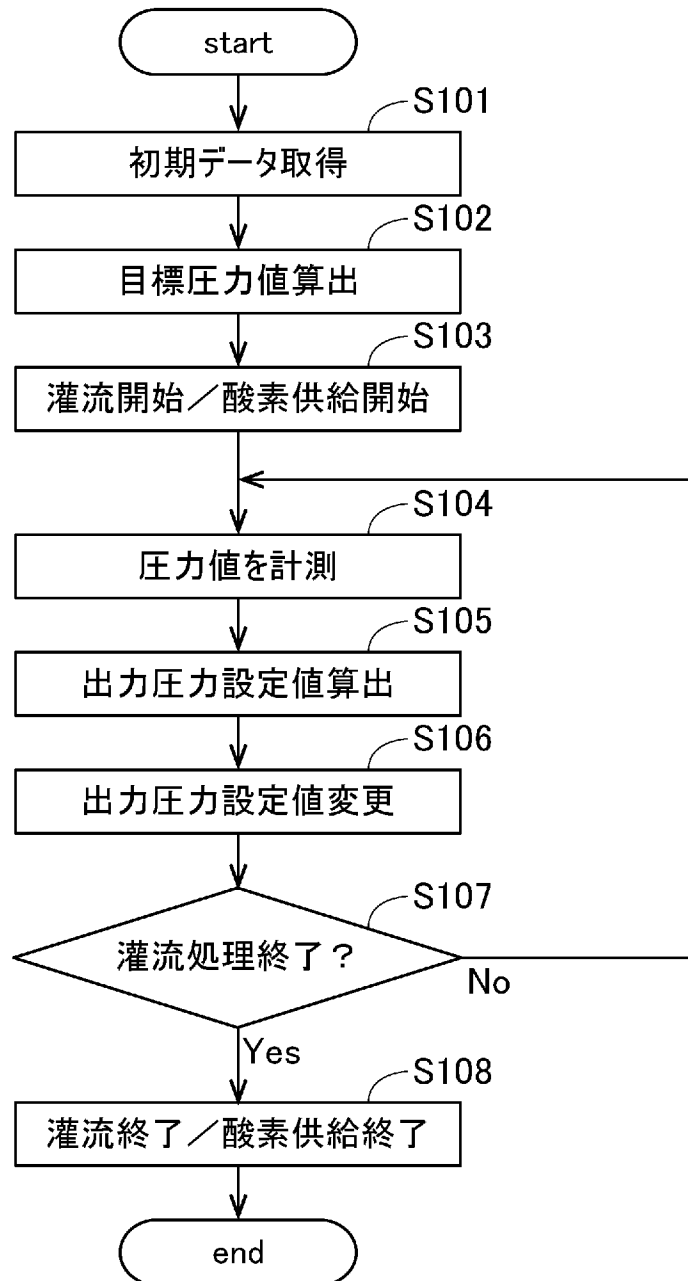 start
S101
初期データ取得
S102
目標圧力値算出
S103
灌流開始／酸素供給開始
S104
圧力値を計測
S105
出力圧力設定値算出
S106
出力圧力設定値変更
S107
灌流処理終了？
No
Yes
S108
灌流終了／酸素供給終了
end